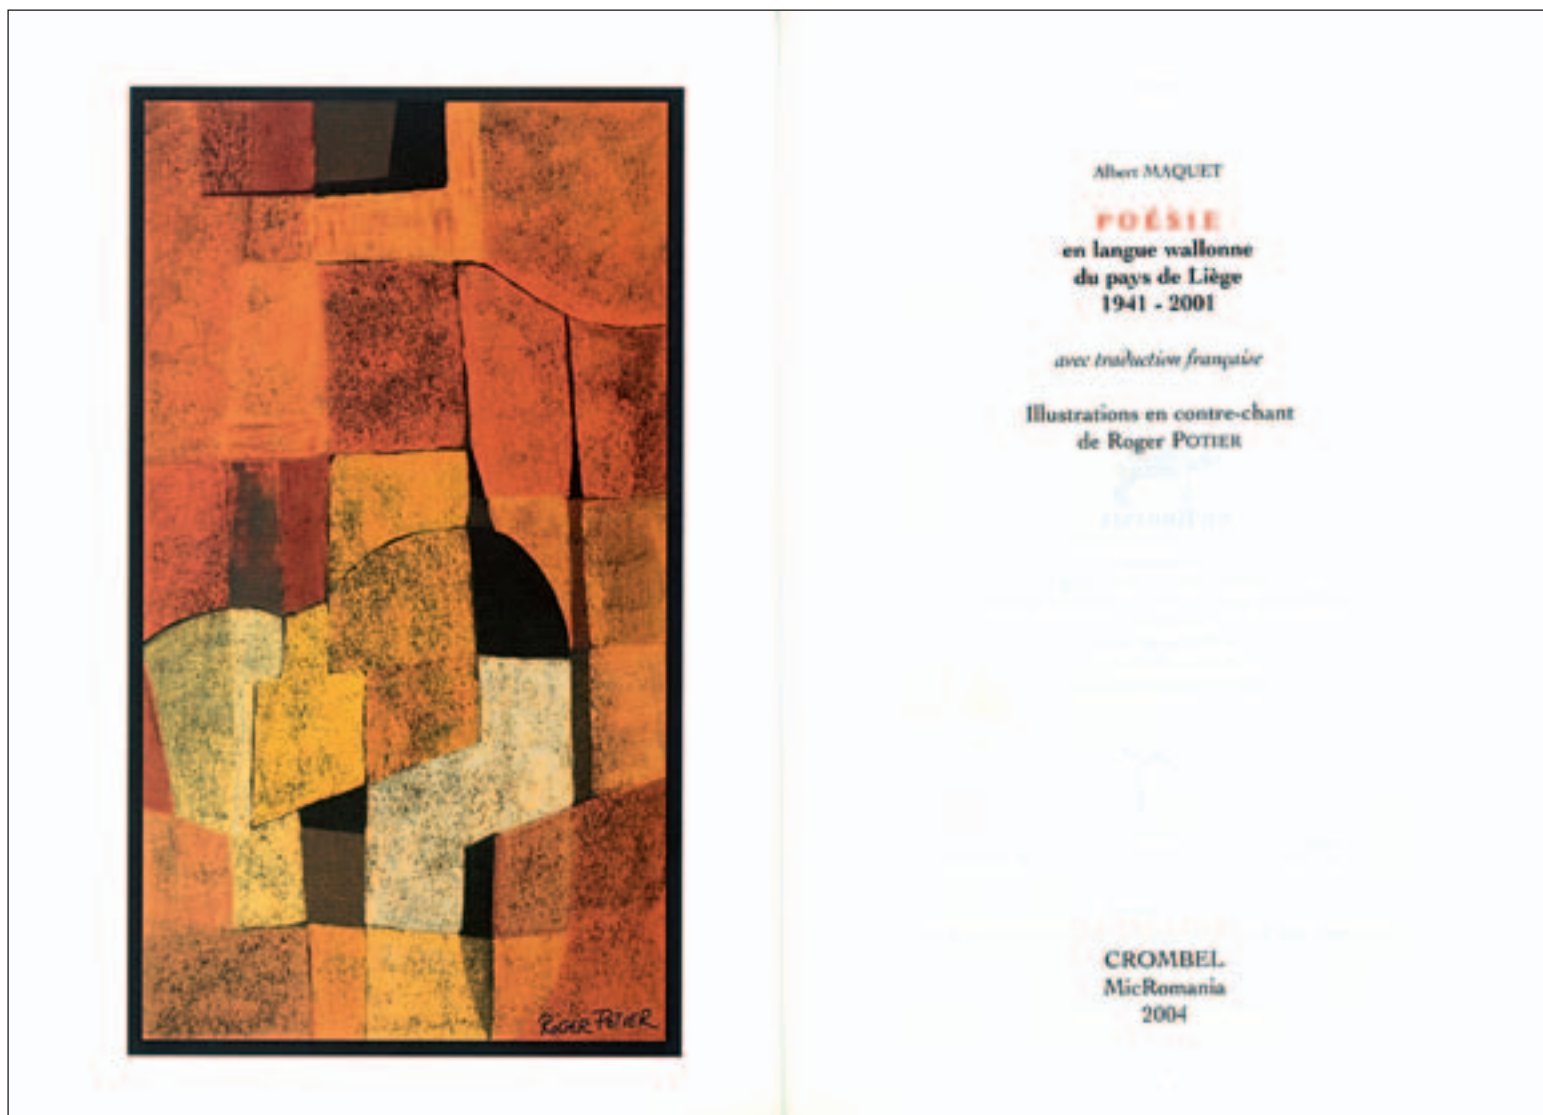 ROGER POTIER
Albert MAQUET
POÉSIE
en langue wallonne
du pays de Liège
1941 - 2001
avec traduction française
Illustrations en contre-chant
de Roger POTIER
CROMBEL
MicRomania
2004